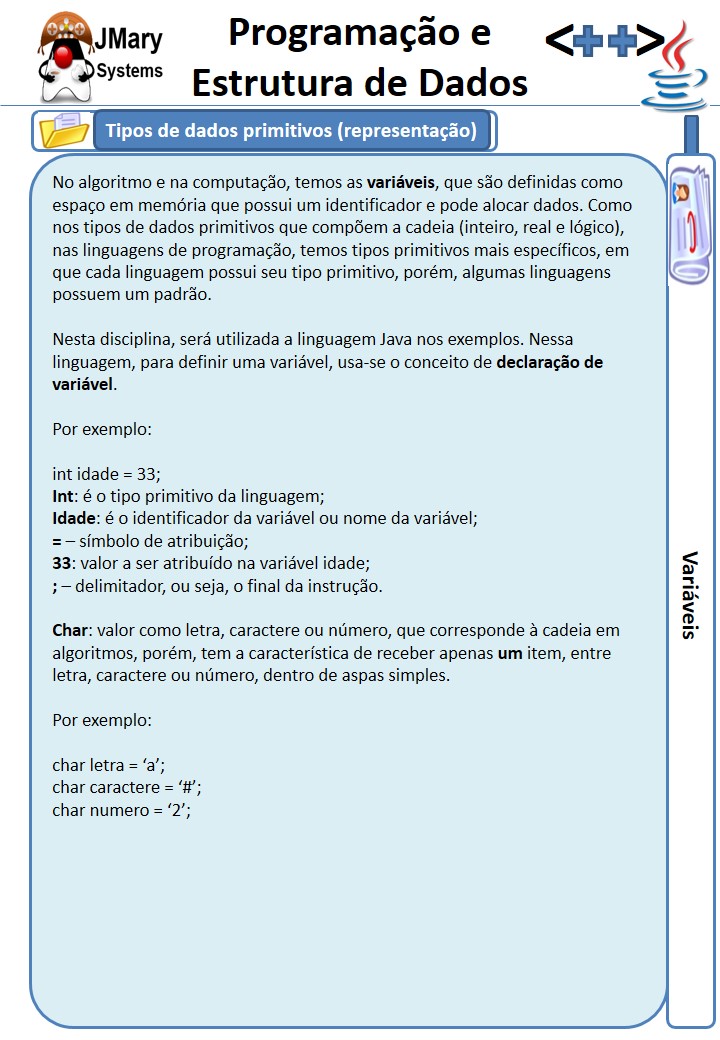 JMary
Systems
Programação e
Estrutura de Dados
<++>
Tipos de dados primitivos (representação)
No algoritmo e na computação, temos as variáveis, que são definidas como
espaço em memória que possui um identificador e pode alocar dados. Como
nos tipos de dados primitivos que compõem a cadeia (inteiro, real e lógico),
nas linguagens de programação, temos tipos primitivos mais específicos, em
que cada linguagem possui seu tipo primitivo, porém, algumas linguagens
possuem um padrão.
Nesta disciplina, será utilizada a linguagem Java nos exemplos. Nessa
linguagem, para definir uma variável, usa-se o conceito de declaração de
variável.
Por exemplo:
int idade = 33;
Int: é o tipo primitivo da linguagem;
Idade: é o identificador da variável ou nome da variável;
= – símbolo de atribuição;
33: valor a ser atribuído na variável idade;
; – delimitador, ou seja, o final da instrução.
Char: valor como letra, caractere ou número, que corresponde à cadeia em
algoritmos, porém, tem a característica de receber apenas um item, entre
letra, caractere ou número, dentro de aspas simples.
Por exemplo:
char letra = ‘a’;
char caractere = ‘#’;
char numero = ‘2’;
Variáveis